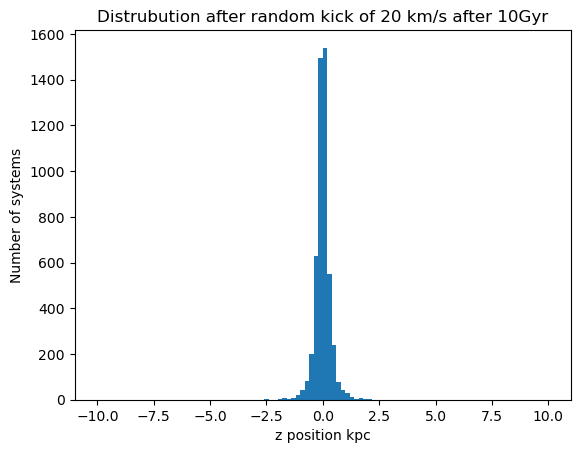 Distrubution after random kick of 20 km/s after 10Gyr
1600
1400
1200
1000
800
600
400
200
0
Number of systems
−10.0 −7.5 −5.0 −2.5 0.0 2.5 5.0 7.5 10.0
z position kpc